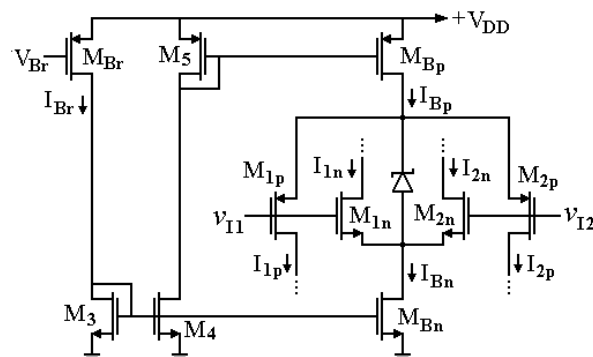 +V_DD
V_Br
M_Br
M_5
M_Bp
I_Br
I_Bp
M_1p
I_1n
I_2n
M_2p
v_I1
M_1n
M_2n
v_I2
I_1p
I_Bn
I_2p
M_3
M_4
M_Bn